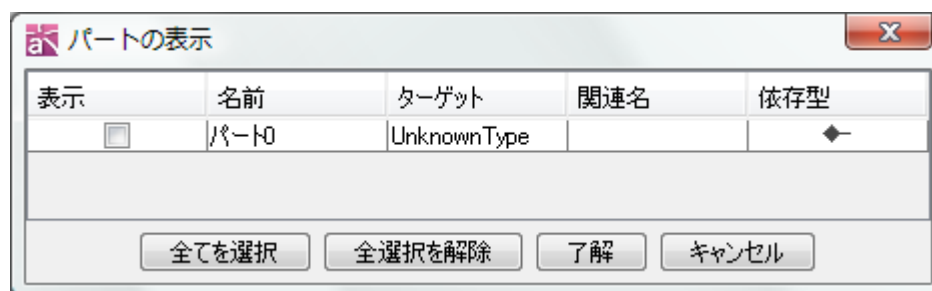 パートの表示
表示 名前 ターゲット 関連名 依存型
パート0 UnknownType
全てを選択 全選択を解除 了解 キャンセル